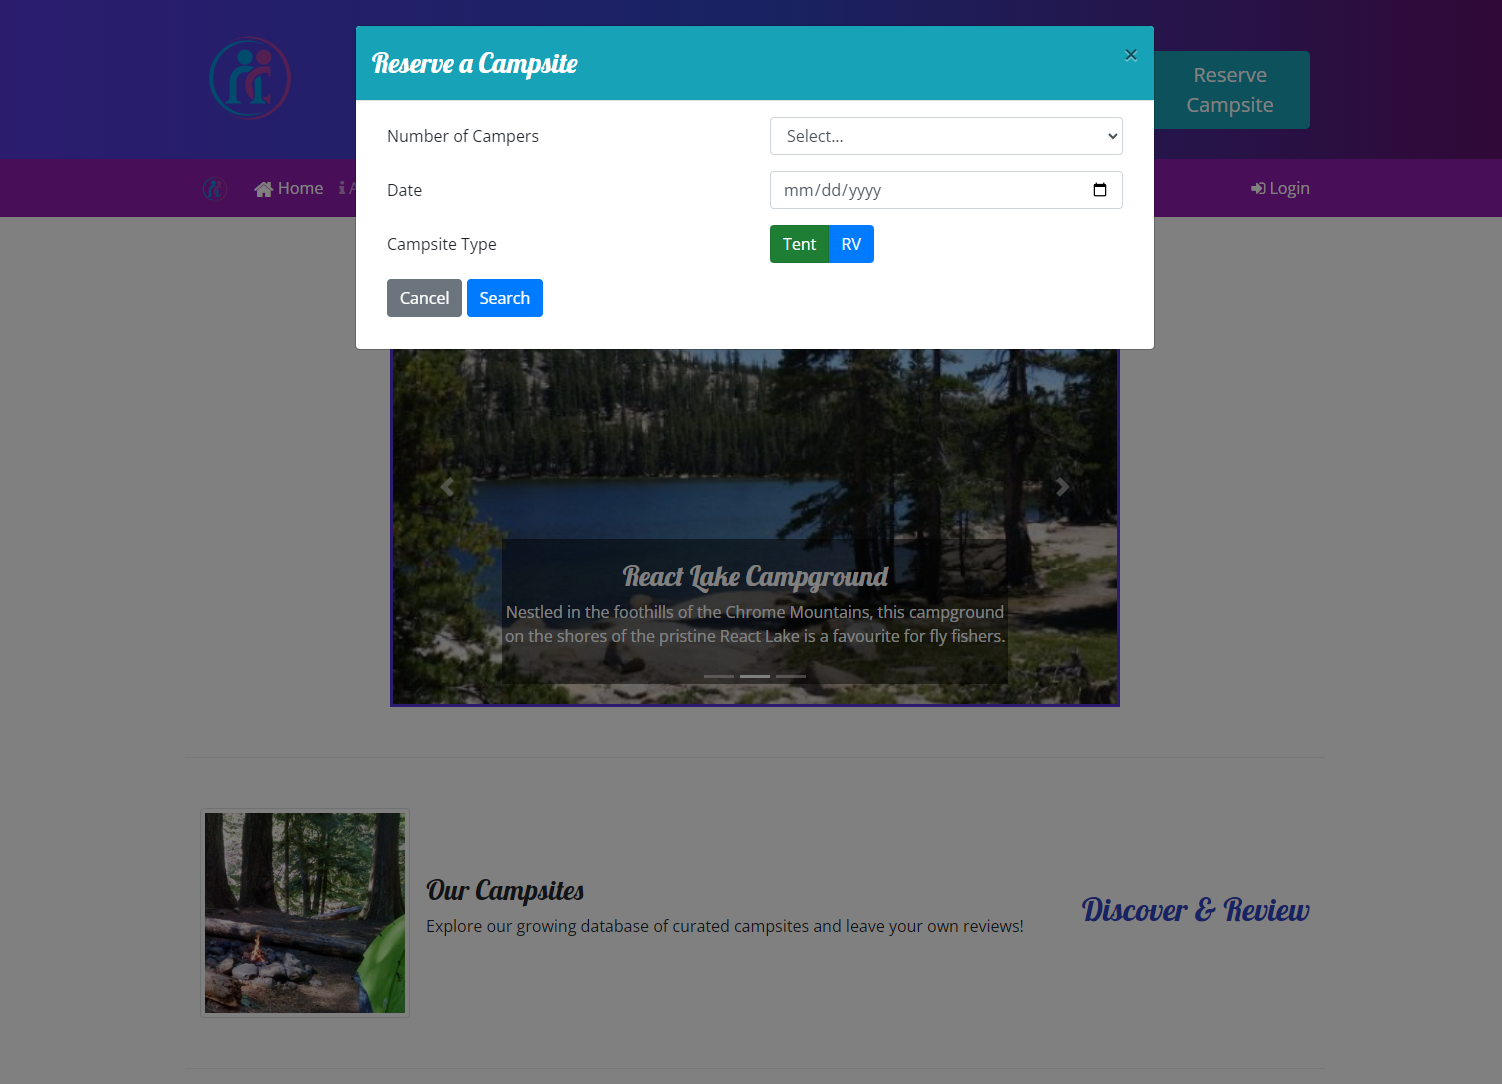 Reserve a Campsite
×
Reserve
Campsite
Number of Campers
Select...
Date
mm/dd/yyyy
Campsite Type
Tent
RV
Cancel
Search
Home
Login
React Lake Campground
Nestled in the foothills of the Chrome Mountains, this campground
on the shores of the pristine React Lake is a favourite for fly fishers.
Our Campsites
Explore our growing database of curated campsites and leave your own reviews!
Discover & Review